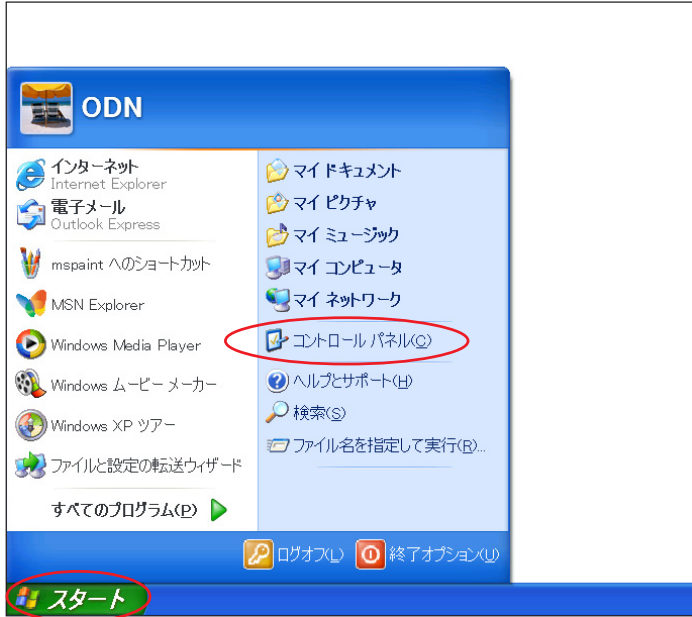 ODN
インターネット
Internet Explorer
電子メール
Outlook Express
mspaint へのショートカット
MSN Explorer
Windows Media Player
Windows ムービー メーカー
Windows XP ツアー
ファイルと設定の転送ウィザード
すべてのプログラム(P)
マイ ドキュメント
マイ ピクチャ
マイ ミュージック
マイ コンピュータ
マイ ネットワーク
コントロール パネル(C)
ヘルプとサポート(H)
検索(S)
ファイル名を指定して実行(R)...
ログオフ(L)
終了オプション(U)
スタート